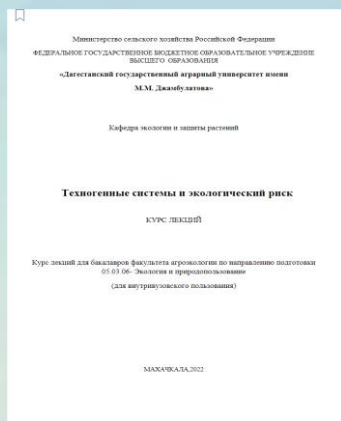 Министерство сельского хозяйства Российской Федерации
ФЕДЕРАЛЬНОЕ ГОСУДАРСТВЕННОЕ БЮДЖЕТНОЕ ОБРАЗОВАТЕЛЬНОЕ УЧРЕЖДЕНИЕ
ВЫСШЕГО ОБРАЗОВАНИЯ
«Дагестанский государственный аграрный университет имени
М.М. Джамбулатова»
Кафедра экологии и защиты растений
Техногенные системы и экологический риск
КУРС ЛЕКЦИЙ
Курс лекций для бакалавров факультета агроэкологии по направлению подготовки
05.03.06- Экология и природопользование
(для внутривузовского пользования)
МАХАЧКАЛА,2022